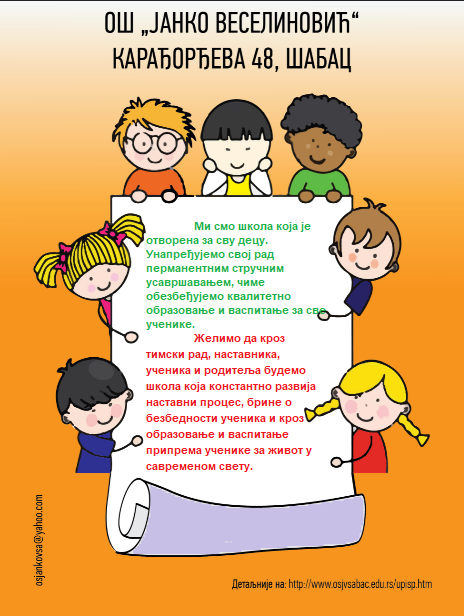 ОШ „ЈАНКО ВЕСЕЛИНОВИЋ“
КАРАЂОРЂЕВА 48, ШАБАЦ
Ми смо школа која је
отворена за сву децу.
Унапређујемо свој рад
перманентним стручним
усавршавањем, чиме
обезбеђујемо квалитетно
образовање и васпитање за све
ученике.
Желимо да кроз
тимски рад, наставника,
ученика и родитеља будемо
школа која константно развија
наставни процес, брине о
безбедности ученика и кроз
образовање и васпитање
припрема ученике за живот у
савременом свету.
osjankovsa@yahoo.com
Детаљније на: http://www.osjvsabac.edu.rs/upisp.htm